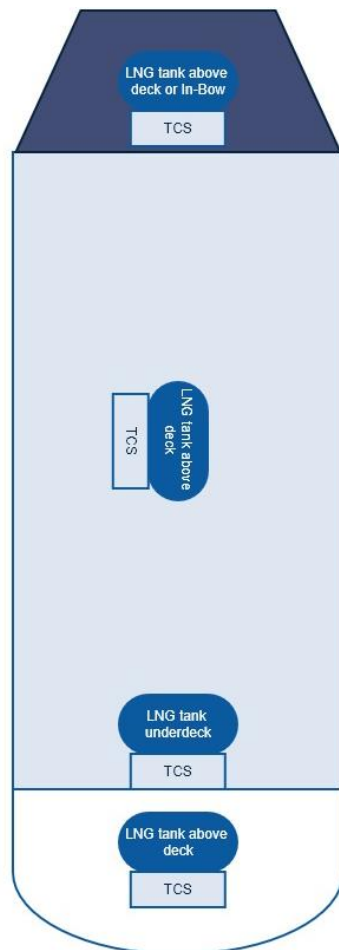 LNG tank above
deck or In-Bow
TCS
LNG tank above
deck
TCS
LNG tank
underdeck
TCS
LNG tank above
deck
TCS